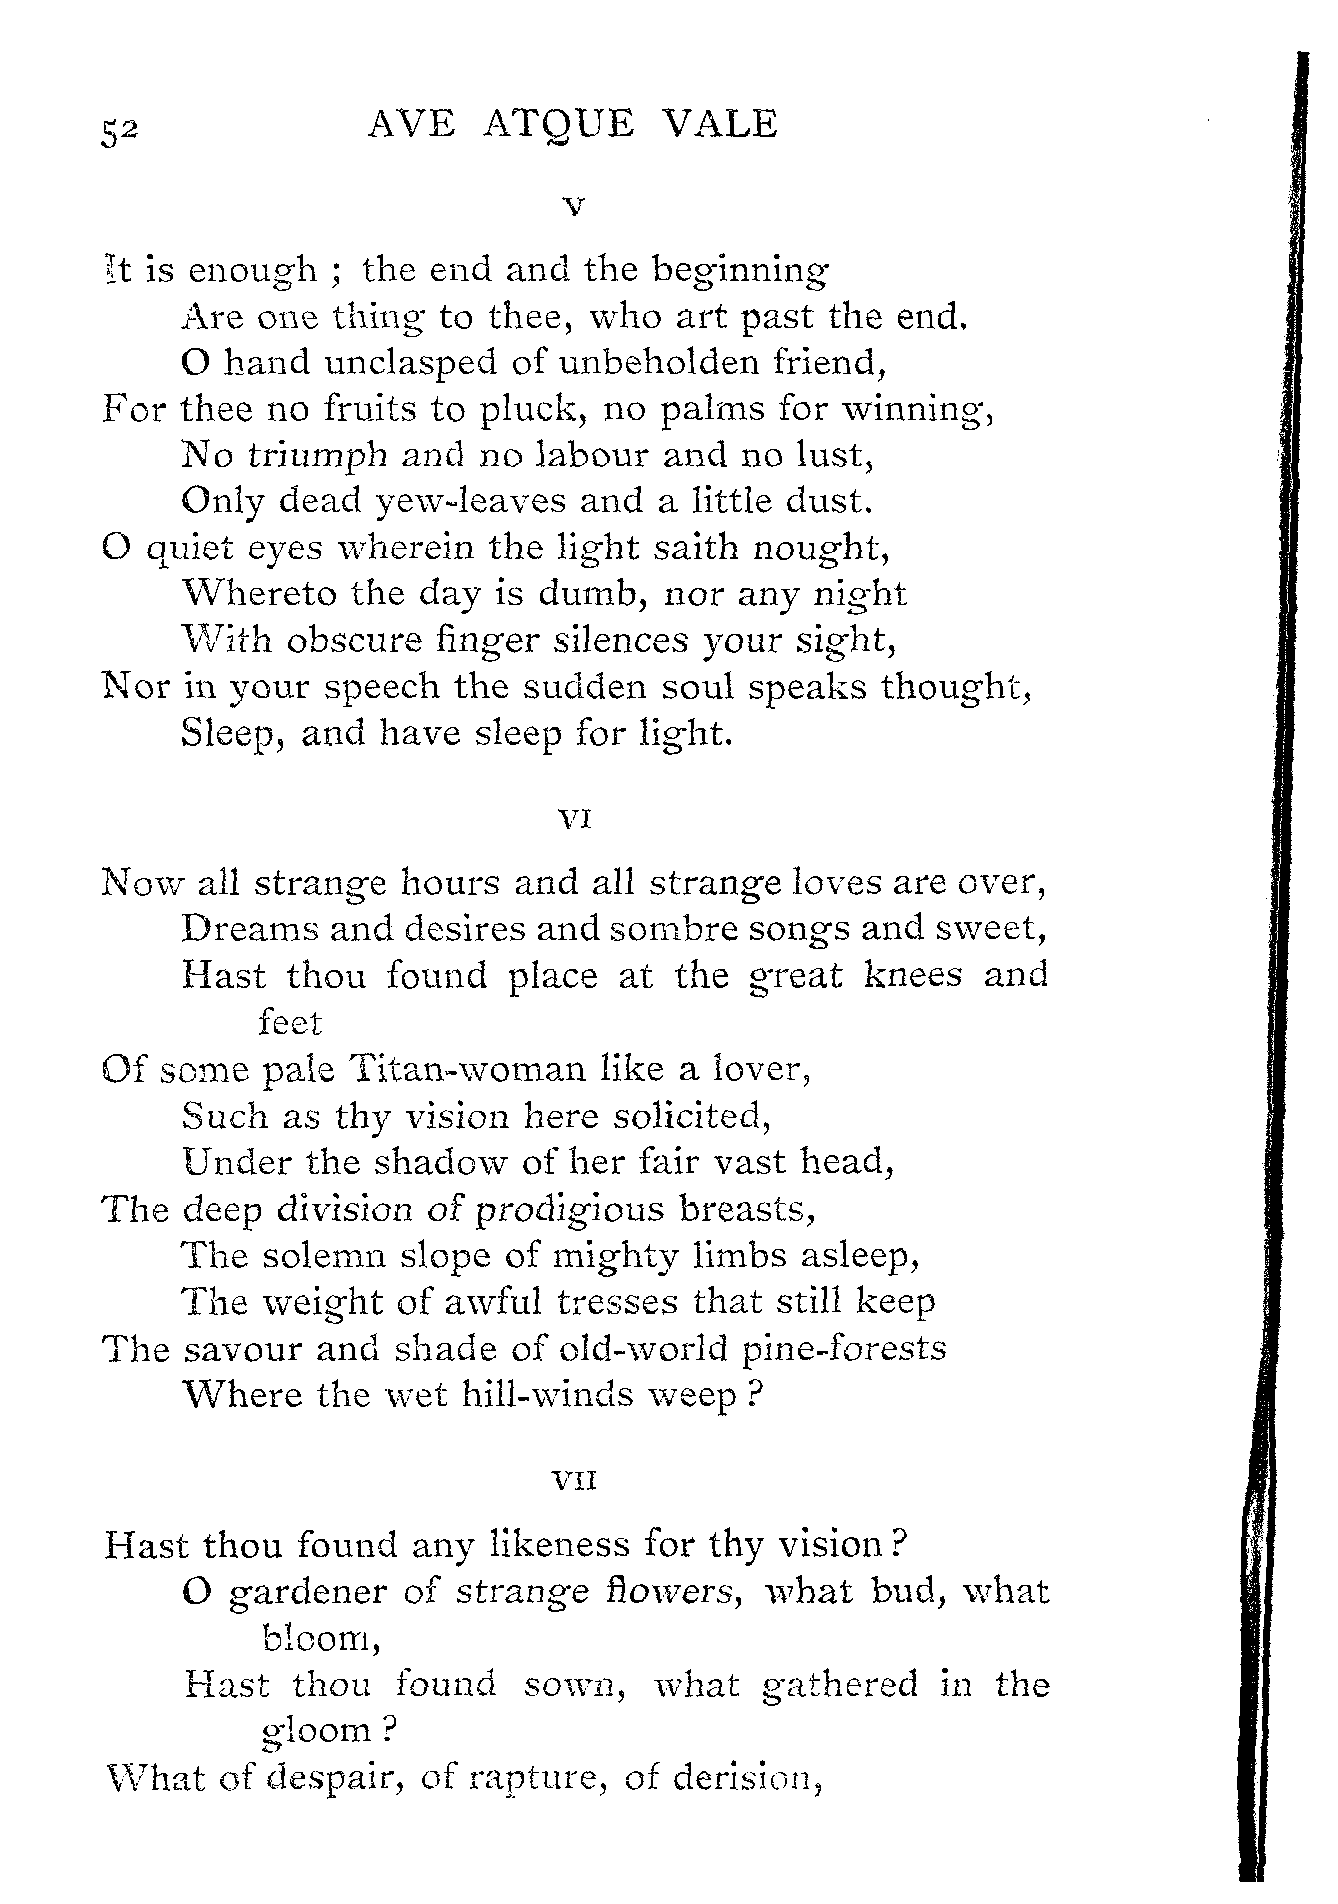 52 AVE ATQUE VALE
V
It is enough ; the end and the beginning
Are one thing to thee, who art past the end.
O hand unclasped of unbeholden friend,
For thee no fruits to pluck, no palms for winning,
No triumph and no labour and no lust,
Only dead yew-leaves and a little dust.
O quiet eyes wherein the light saith nought,
Whereto the day is dumb, nor any night
With obscure finger silences your sight,
Nor in your speech the sudden soul speaks thought,
Sleep, and have sleep for light.
VI
Now all strange hours and all strange loves are over,
Dreams and desires and sombre songs and sweet,
Hast thou found place at the great knees and
feet
Of some pale Titan-woman like a lover,
Such as thy vision here solicited,
Under the shadow of her fair vast head,
The deep division of prodigious breasts,
The solemn slope of mighty limbs asleep,
The weight of awful tresses that still keep
The savour and shade of old-world pine-forests
Where the wet hill-winds weep ?
VII
Hast thou found any likeness for thy vision ?
O gardener of strange flowers, what bud, what
bloom,
Hast thou found sown, what gathered in the
gloom ?
What of despair, of rapture, of derision,